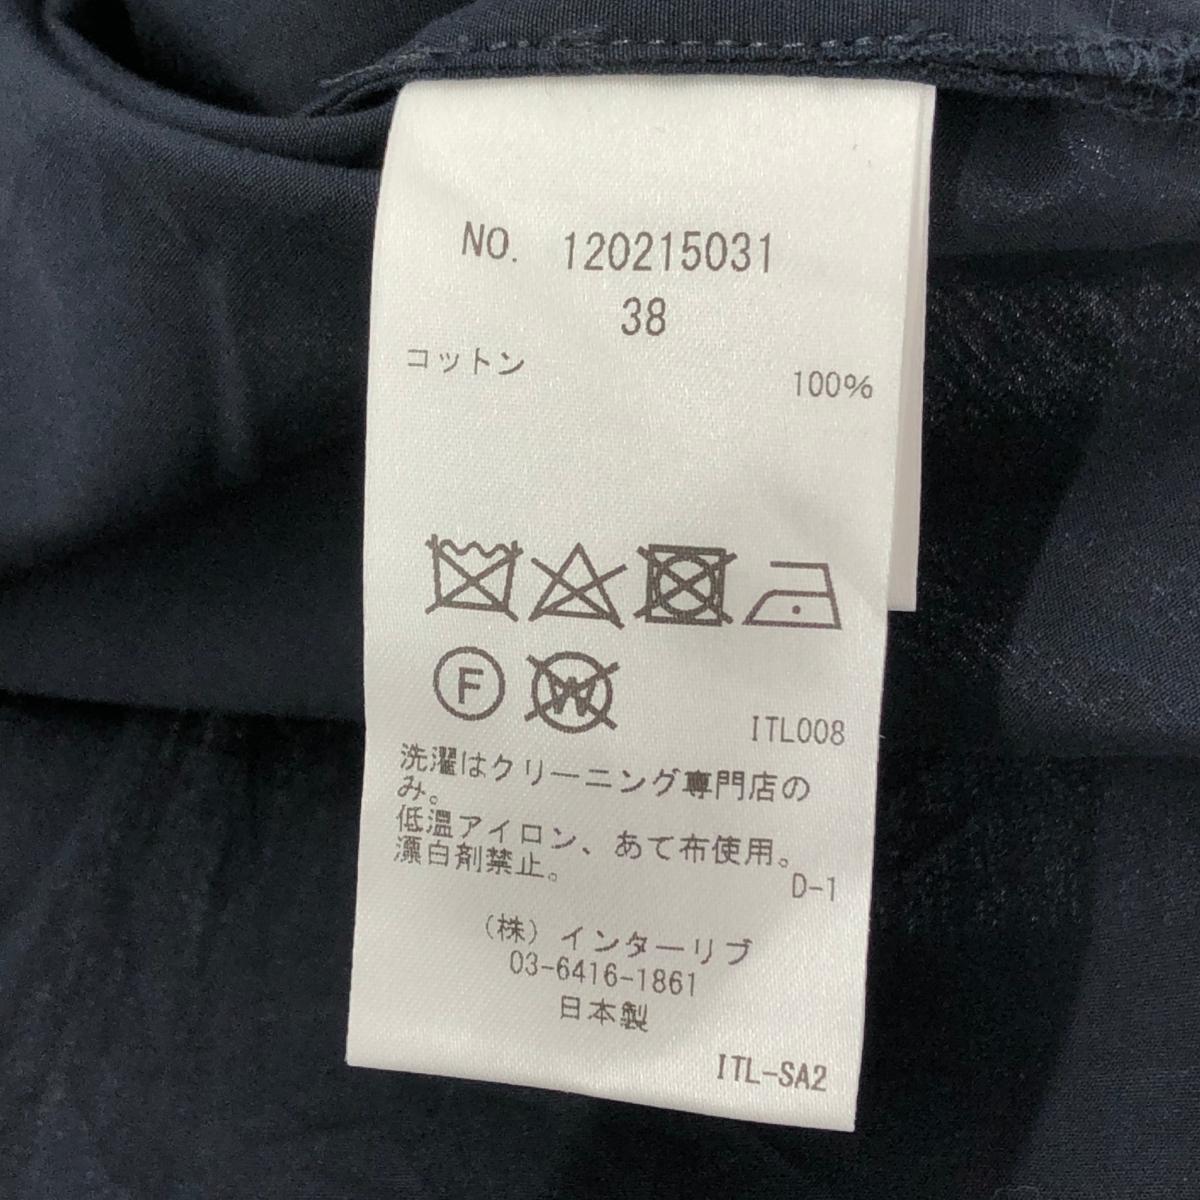 NO. 120215031
38
コットン 100%
F W
ITL008
洗濯はクリーニング専門店の
み。
低温アイロン、あて布使用。
漂白剤禁止。
D-1
(株)インターリブ
03-6416-1861
日本製
ITL-SA2